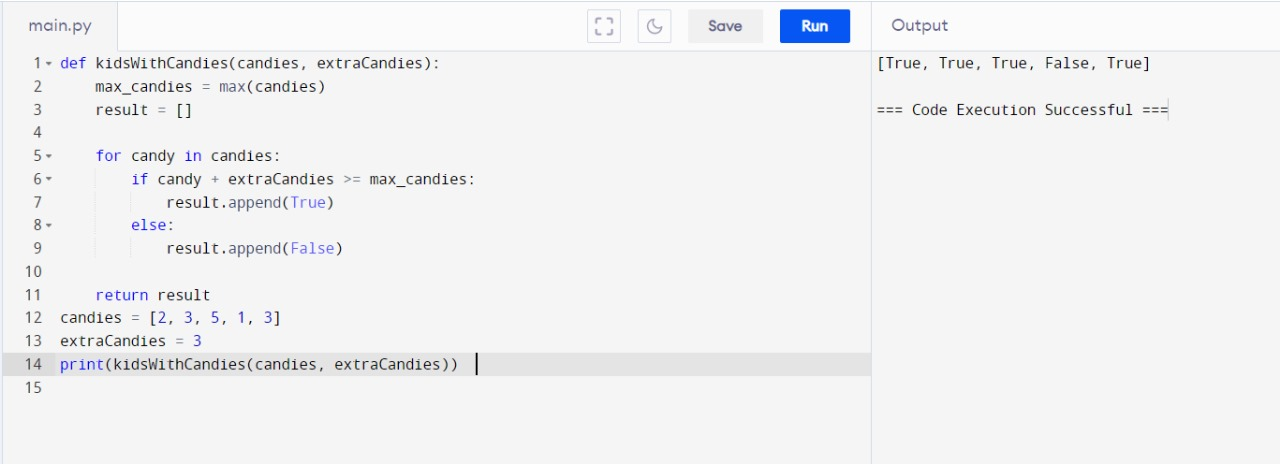 main.py
Save
Run
Output
1 def kidsWithCandies(candies, extraCandies):
2     max_candies = max(candies)
3     result = []
4
5     for candy in candies:
6         if candy + extraCandies >= max_candies:
7             result.append(True)
8         else:
9             result.append(False)
10
11     return result
12 candies = [2, 3, 5, 1, 3]
13 extraCandies = 3
14 print(kidsWithCandies(candies, extraCandies))
15
[True, True, True, False, True]
=== Code Execution Successful ===